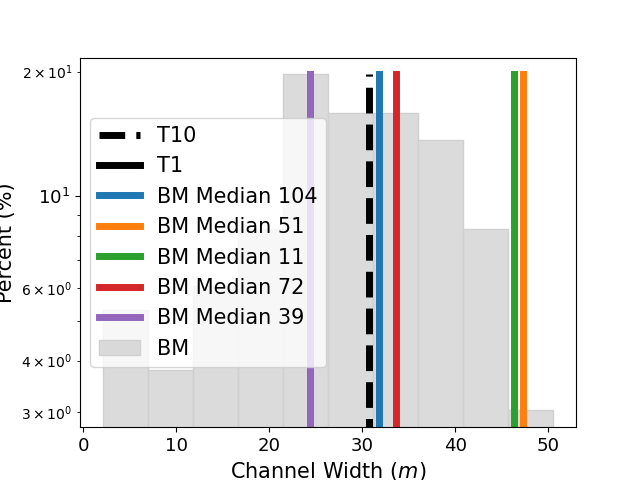 2 × 10¹
10¹
6 × 10⁰
4 × 10⁰
3 × 10⁰
Percent (%)
T10
T1
BM Median 104
BM Median 51
BM Median 11
BM Median 72
BM Median 39
BM
0 10 20 30 40 50
Channel Width (m)